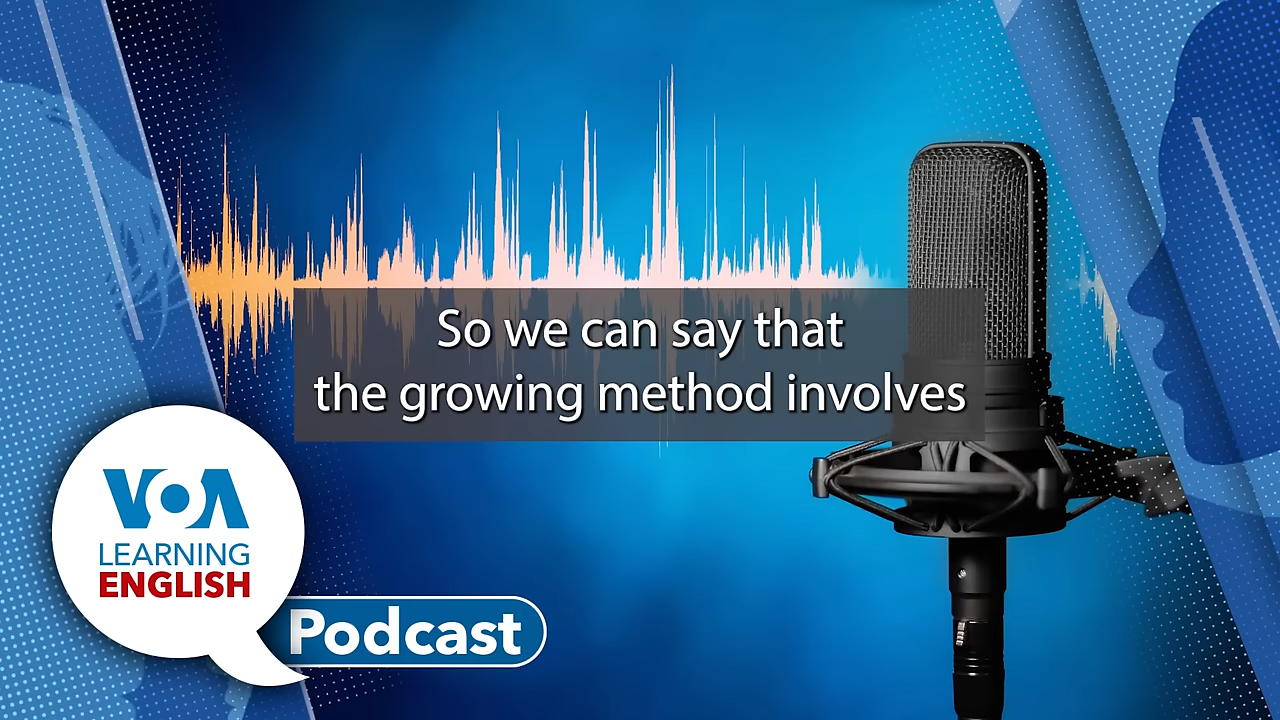 So we can say that
the growing method involves
VOA
LEARNING
ENGLISH
Podcast